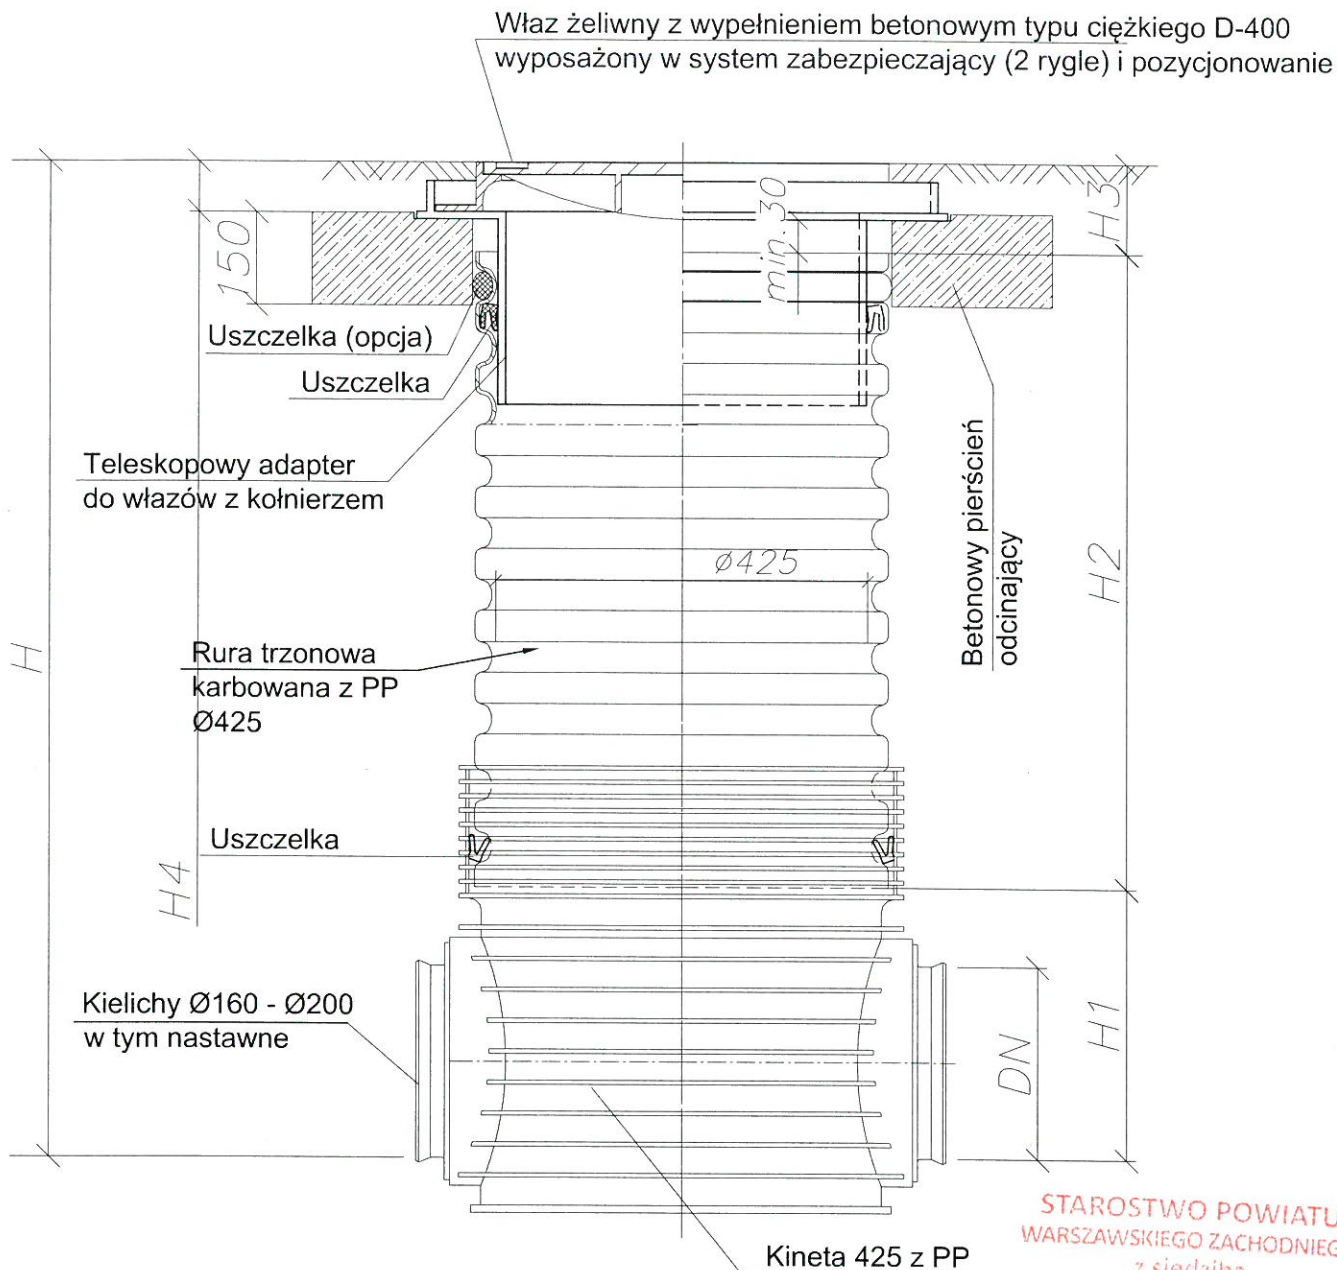 Właz żeliwny z wypełnieniem betonowym typu ciężkiego D-400
wyposażony w system zabezpieczający (2 rygle) i pozycjonowanie
H3
min. 30
150
Uszczelka (opcja)
Uszczelka
Teleskopowy adapter
do włazów z kołnierzem
Betonowy pierścień
odcinający
ø425
H2
H
Rura trzonowa
karbowana z PP
Ø425
Uszczelka
H4
Kielichy Ø160 - Ø200
w tym nastawne
DN
H1
Kineta 425 z PP
STAROSTWO POWIATU
WARSZAWSKIEGO ZACHODNIEG
z siedzibą